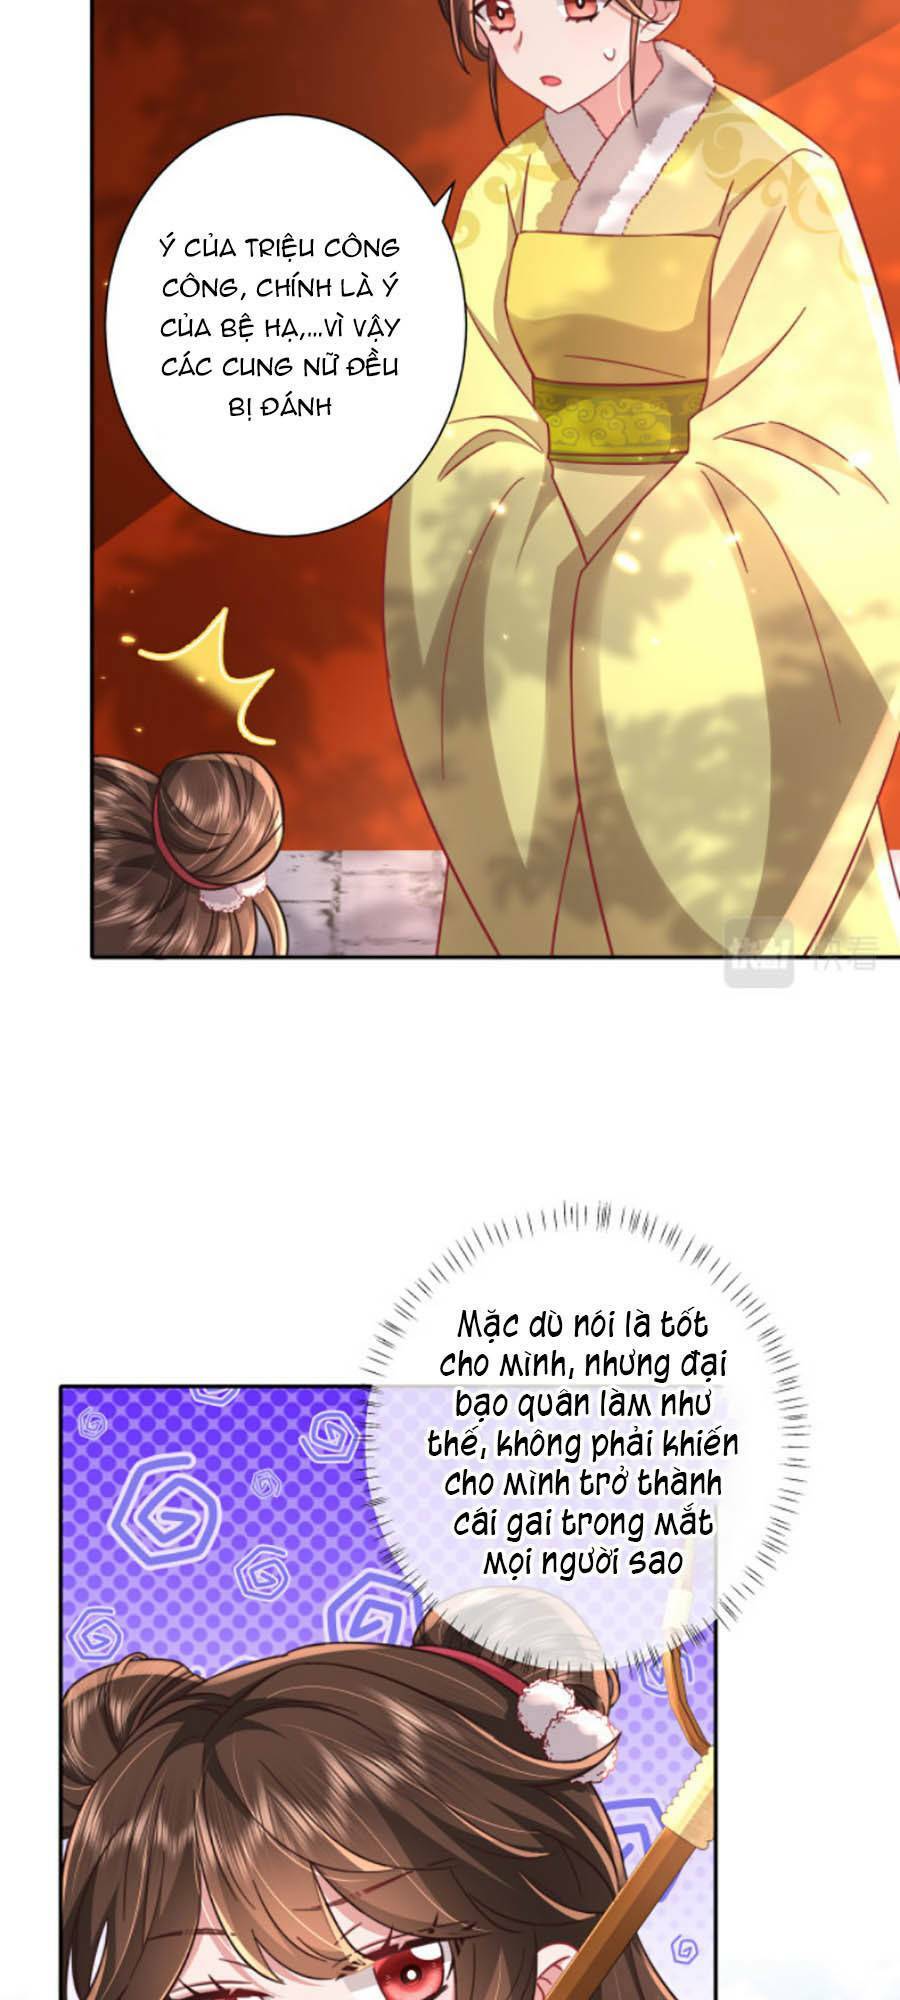 Ý CỦA TRIỆU CÔNG
CÔNG, CHÍNH LÀ Ý
CỦA BỆ HẠ,...VÌ VẬY
CÁC CUNG NỮ ĐỀU
BỊ ĐÁNH
快看
Mặc dù nói là tốt
cho mình, nhưng đại
bạo quân làm như
thế, không phải khiến
cho mình trở thành
cái gai trong mắt
mọi người sao